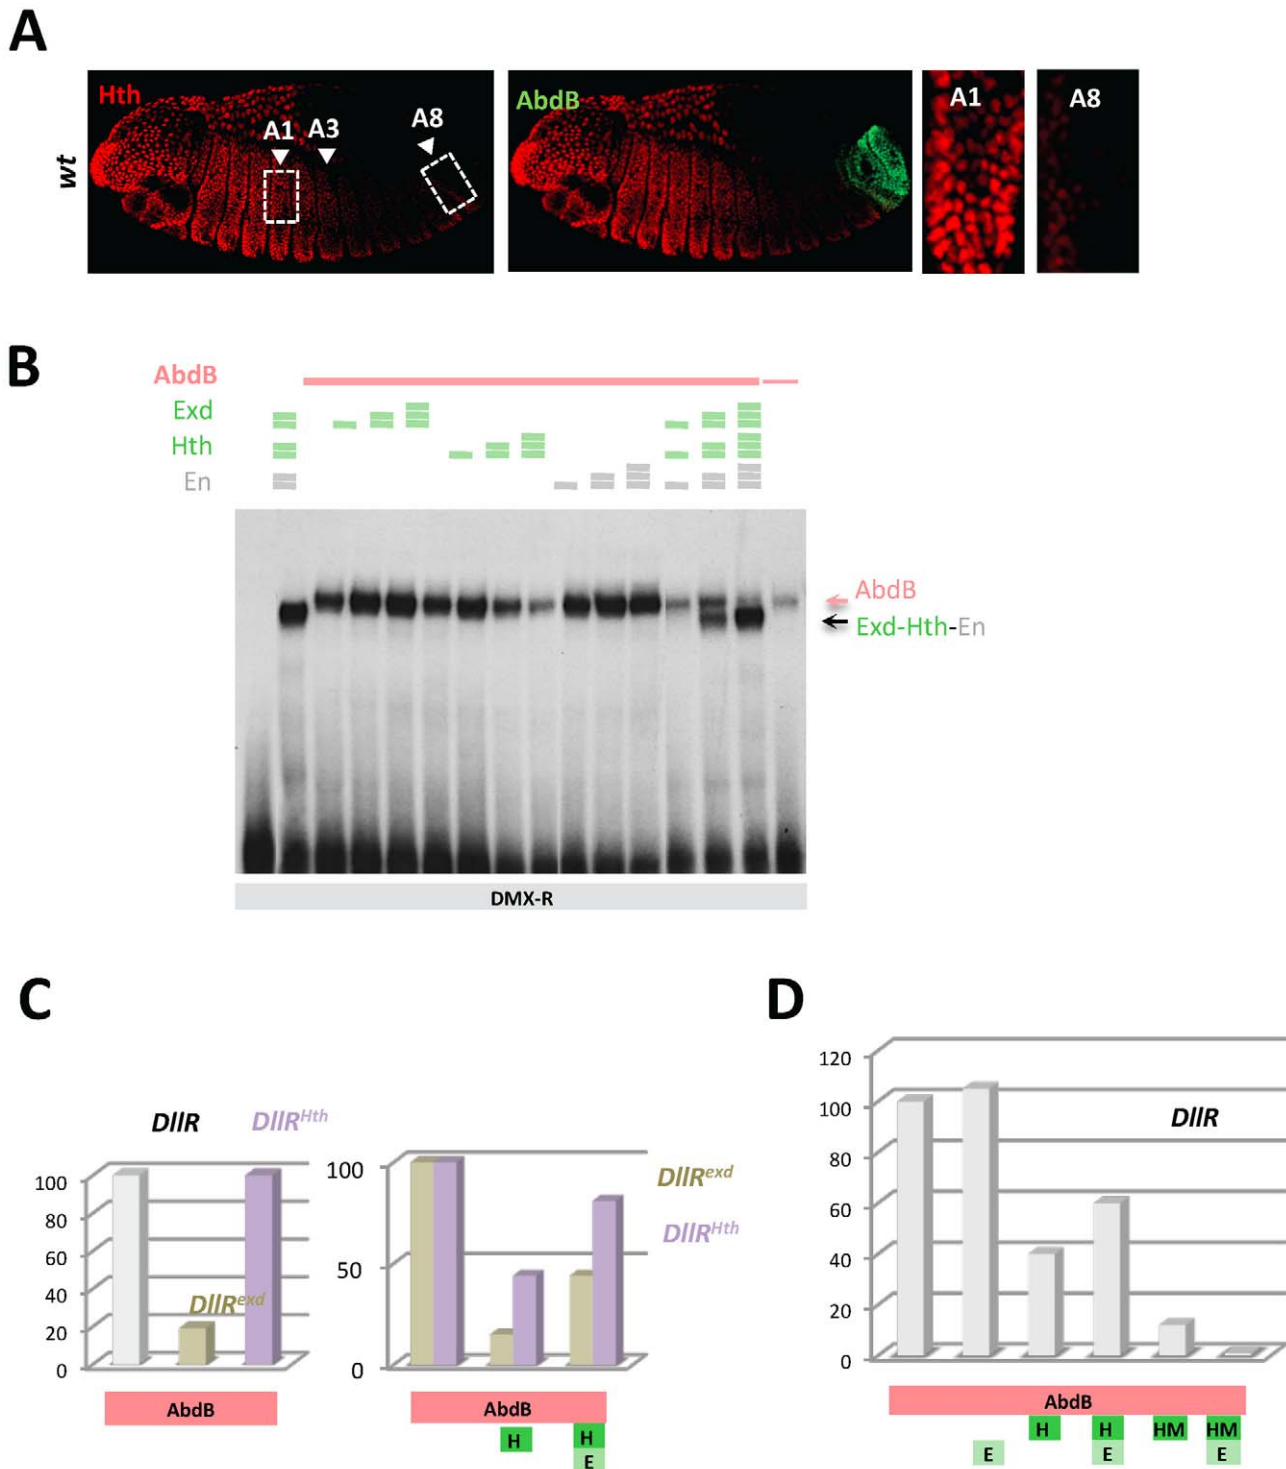 A
Hth
A1 A3
A8
AbdB
A1
A8
wt
B
AbdB
Exd
Hth
En
AbdB
Exd-Hth-En
DMX-R
C
DllR
DllR^Hth
100
80
60
40
20
0
DllR^exd
AbdB
100
50
0
DllR^exd
DllR^Hth
AbdB
H
H
E
D
120
100
80
60
40
20
0
DllR
AbdB
H
H
HM
HM
E
E
E